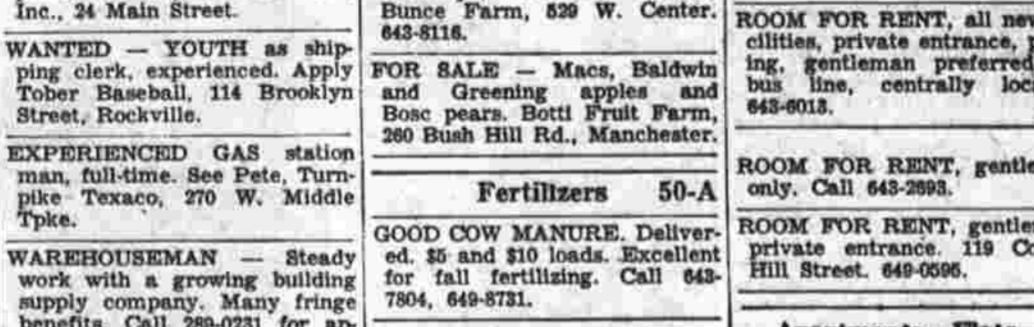 Inc., 24 Main Street.
WANTED — YOUTH as ship-
ping clerk, experienced. Apply
Tober Baseball, 114 Brooklyn
Street, Rockville.
EXPERIENCED GAS station
man, full-time. See Pete, Turn-
pike Texaco, 270 W. Middle
Tpke.
WAREHOUSEMAN — Steady
work with a growing building
supply company. Many fringe
benefits. Call 289-0231 for ap-
Bunce Farm, 529 W. Center.
643-8116.
FOR SALE — Macs, Baldwin
and Greening apples and
Bosc pears. Botti Fruit Farm,
260 Bush Hill Rd., Manchester.
Fertilizers 50-A
GOOD COW MANURE. Deliver-
ed. $5 and $10 loads. Excellent
for fall fertilizing. Call 643-
7804, 649-8731.
ROOM FOR RENT, all
cilities, private entrance,
ing, gentleman preferred
bus line, centrally
643-6013.
ROOM FOR RENT,
only. Call 643-2693.
ROOM FOR RENT,
private entrance. 119
Hill Street. 649-0595.